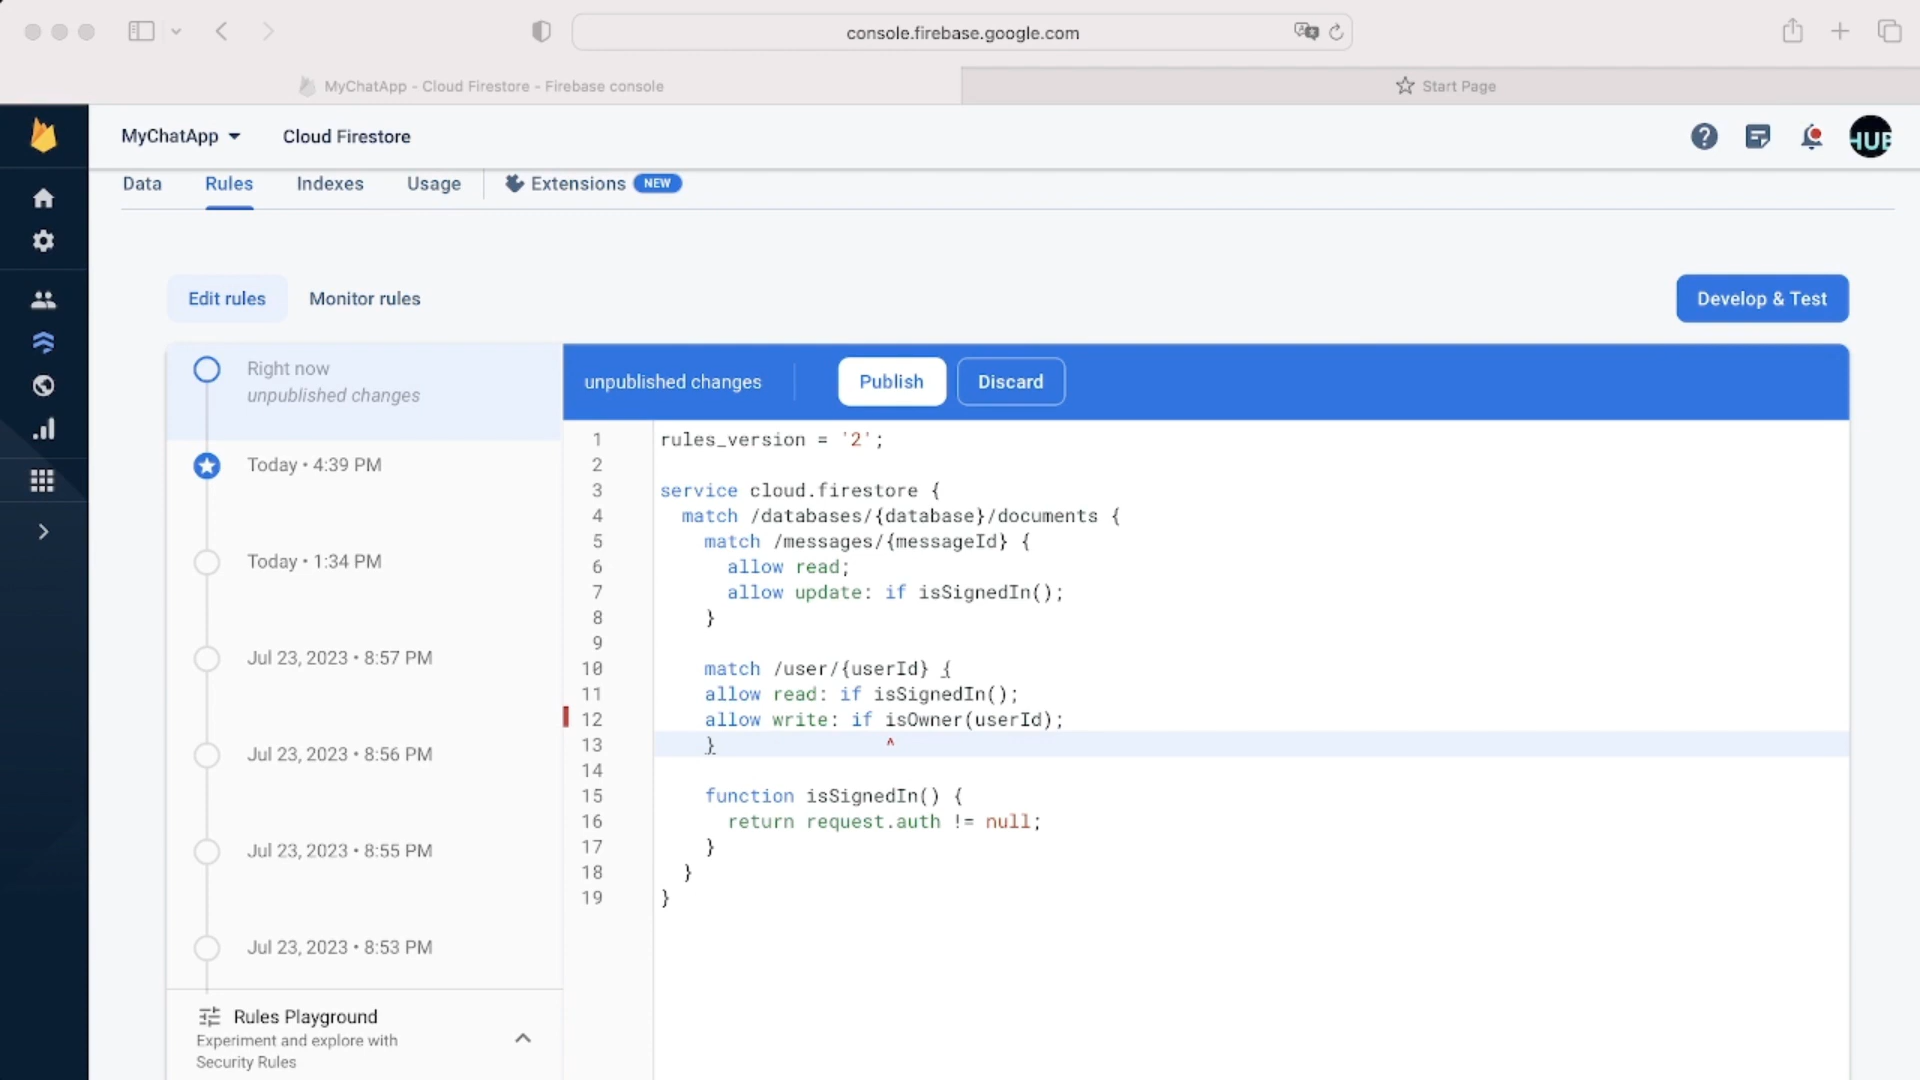 console.firebase.google.com
MyChatApp - Cloud Firestore - Firebase console
Start Page
MyChatApp
Cloud Firestore
HUB
Data
Rules
Indexes
Usage
Extensions NEW
Edit rules
Monitor rules
Develop & Test
Right now
unpublished changes
Today • 4:39 PM
Today • 1:34 PM
Jul 23, 2023 • 8:57 PM
Jul 23, 2023 • 8:56 PM
Jul 23, 2023 • 8:55 PM
Jul 23, 2023 • 8:53 PM
Rules Playground
Experiment and explore with
Security Rules
unpublished changes
Publish
Discard
1 rules_version = '2';
2
3 service cloud.firestore {
4 match /databases/{database}/documents {
5 match /messages/{messageId} {
6 allow read;
7 allow update: if isSignedIn();
8 }
9
10 match /user/{userId} {
11 allow read: if isSignedIn();
12 allow write: if isOwner(userId);
13 } ^
14
15 function isSignedIn() {
16 return request.auth != null;
17 }
18 }
19 }